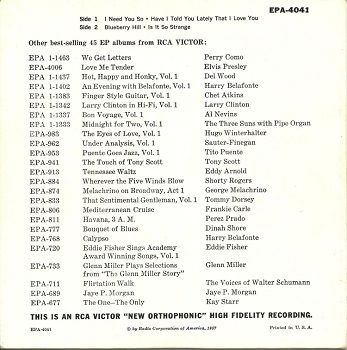 EPA-4041
Side 1 I Need You So • Have I Told You Lately That I Love You
Side 2 Blueberry Hill • Is It So Strange
Other best-selling 45 EP albums from RCA VICTOR:
EPA 1-1463 We Get Letters Perry Como
EPA-4006 Love Me Tender Elvis Presley
EPA 1-1437 Hot, Happy and Honky, Vol. 1 Del Wood
EPA 1-1402 An Evening with Belafonte, Vol. 1 Harry Belafonte
EPA 1-1383 Finger Style Guitar, Vol. 1 Chet Atkins
EPA 1-1342 Larry Clinton in Hi-Fi, Vol. 1 Larry Clinton
EPA 1-1337 Bon Voyage, Vol. 1 Al Nevins
EPA 1-1333 Midnight for Two, Vol. 1 The Three Suns with Pipe Organ
EPA-983 The Eyes of Love, Vol. 1 Hugo Winterhalter
EPA-962 Under Analysis, Vol. 1 Sauter-Finegan
EPA-953 Puente Goes Jazz, Vol. 1 Tito Puente
EPA-941 The Touch of Tony Scott Tony Scott
EPA-913 Tennessee Waltz Eddy Arnold
EPA-884 Wherever the Five Winds Blow Shorty Rogers
EPA-874 Melachrino on Broadway, Act 1 George Melachrino
EPA-833 That Sentimental Gentleman, Vol. 1 Tommy Dorsey
EPA-806 Mediterranean Cruise Frankie Carle
EPA-811 Havana, 3 A.M. Perez Prado
EPA-777 Bouquet of Blues Dinah Shore
EPA-768 Calypso Harry Belafonte
EPA-720 Eddie Fisher Sings Academy Eddie Fisher
Award Winning Songs, Vol. 1
EPA-733 Glenn Miller Plays Selections Glenn Miller
from "The Glenn Miller Story"
EPA-711 Flirtation Walk The Voices of Walter Schumann
EPA-689 Jaye P. Morgan Jaye P. Morgan
EPA-677 The One—The Only Kay Starr
THIS IS AN RCA VICTOR "NEW ORTHOPHONIC" HIGH FIDELITY RECORDING.
EPA-4041 © by Radio Corporation of America, 1957 Printed in U. S. A.